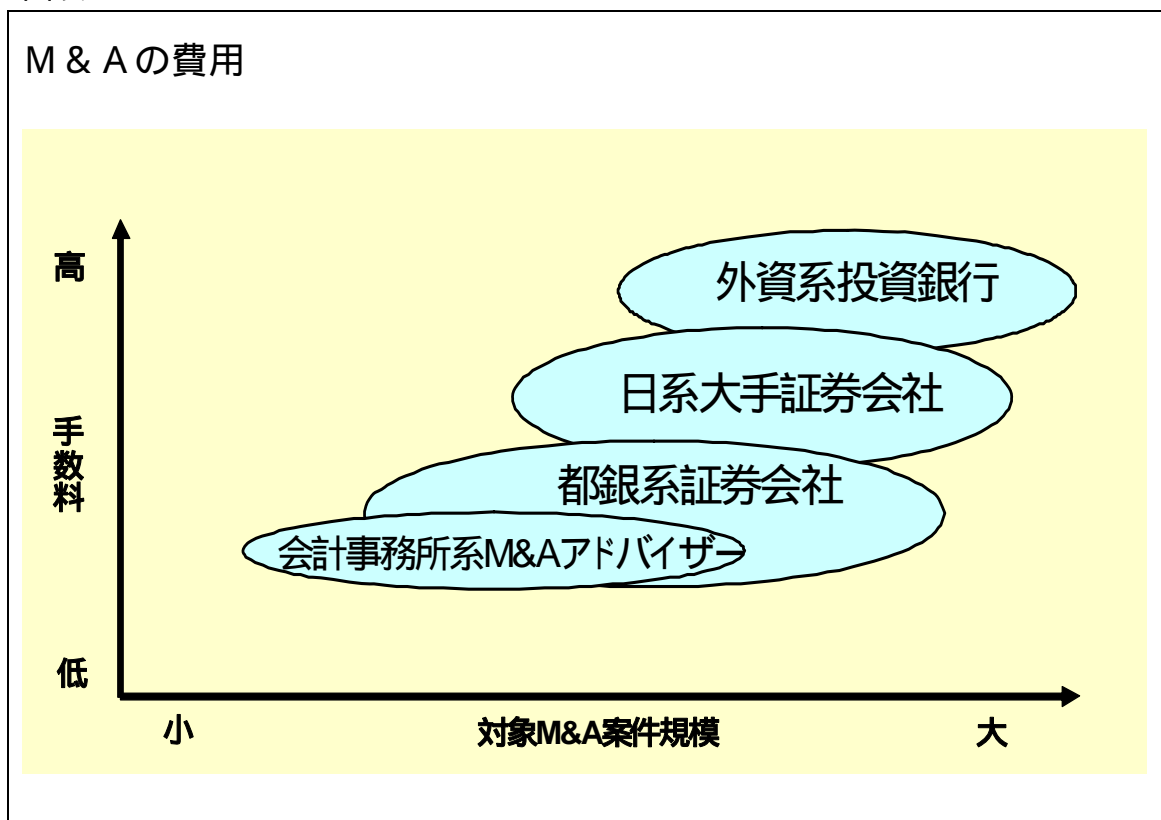 M & Aの費用
高
外資系投資銀行
日系大手証券会社
手数料
都銀系証券会社
会計事務所系M&Aアドバイザー
低
小
対象M&A案件規模
大